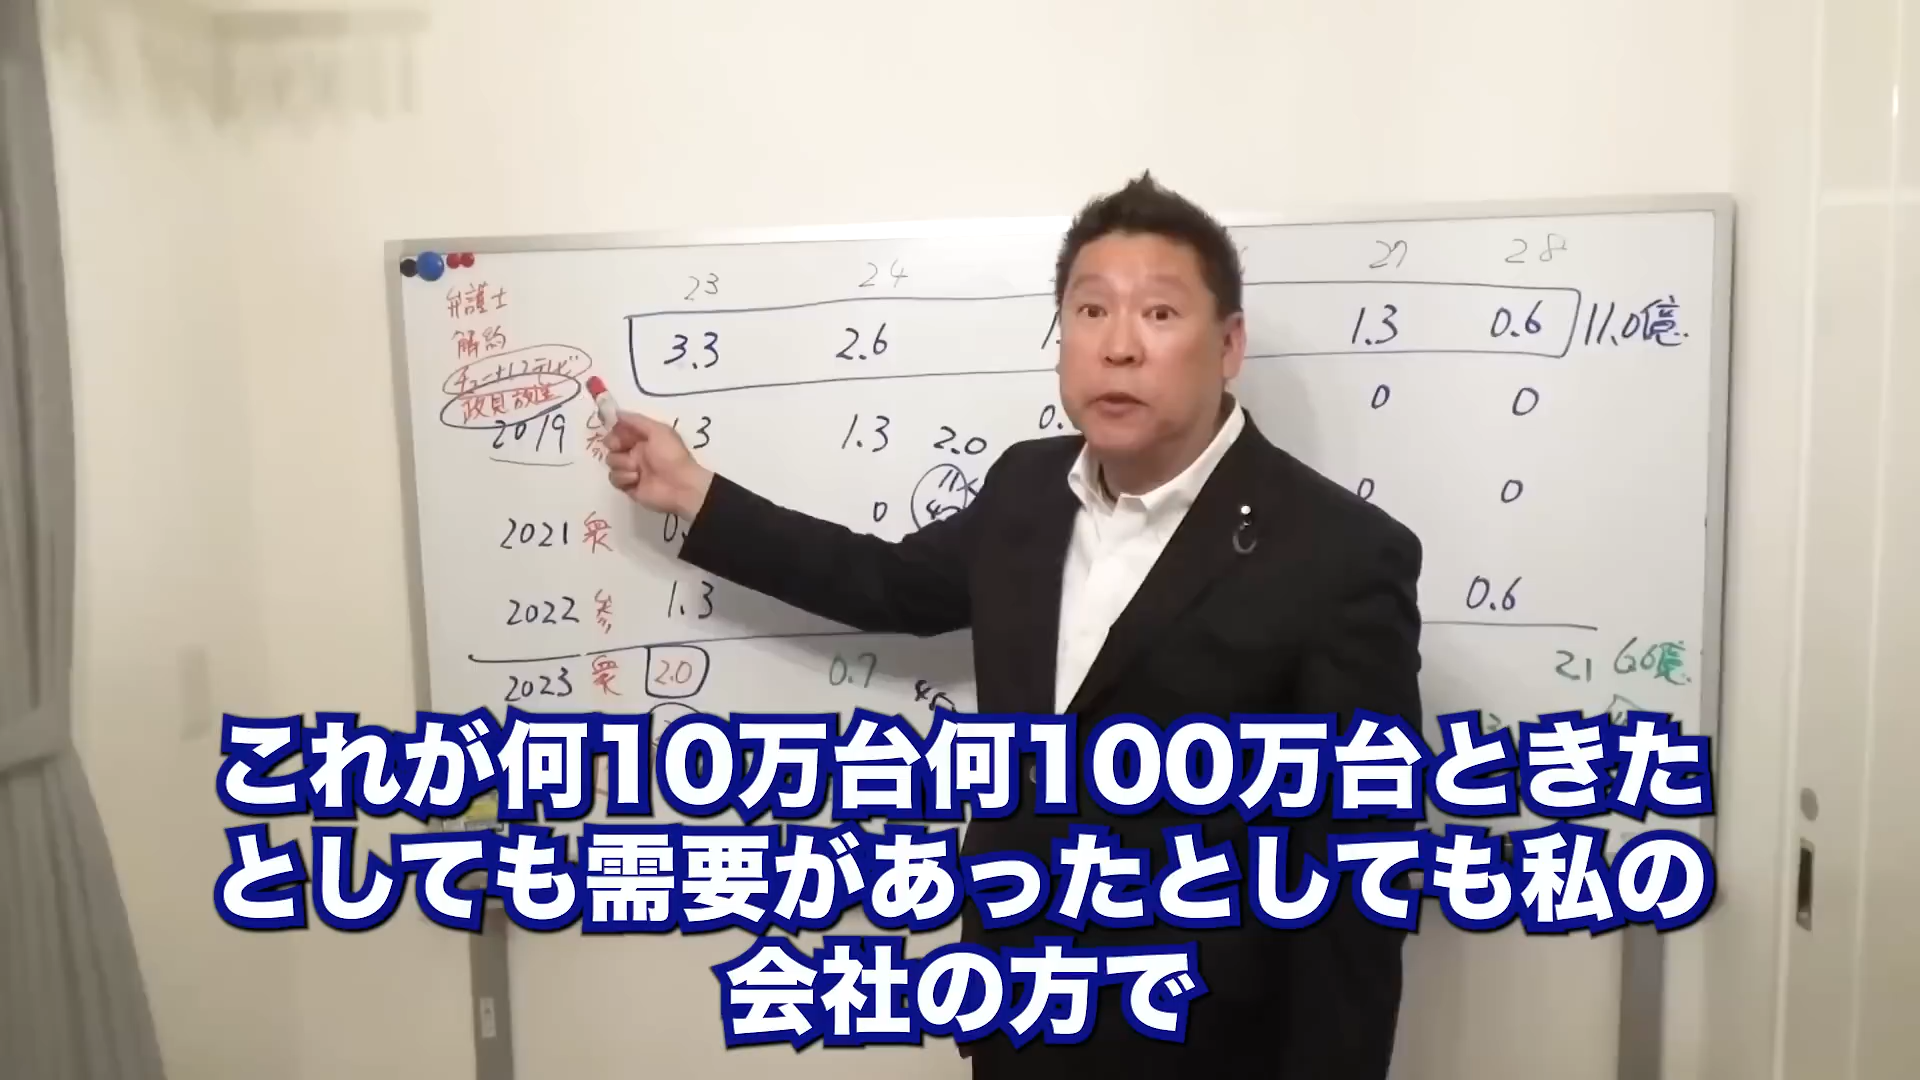 23 24 27 28
弁護士
解約
3.3 2.6 1. 1.3 0.6 11.0億
チューナレステレビ
政見放送
0 0
2019 参 1.3 1.3 2.0 0.
0 0 0
2021 衆 0.
2022 参 1.3 0.6
2023 衆 2.0 0.7 21 6.6億
これが何10万台何100万台ときた
としても需要があったとしても私の
会社の方で